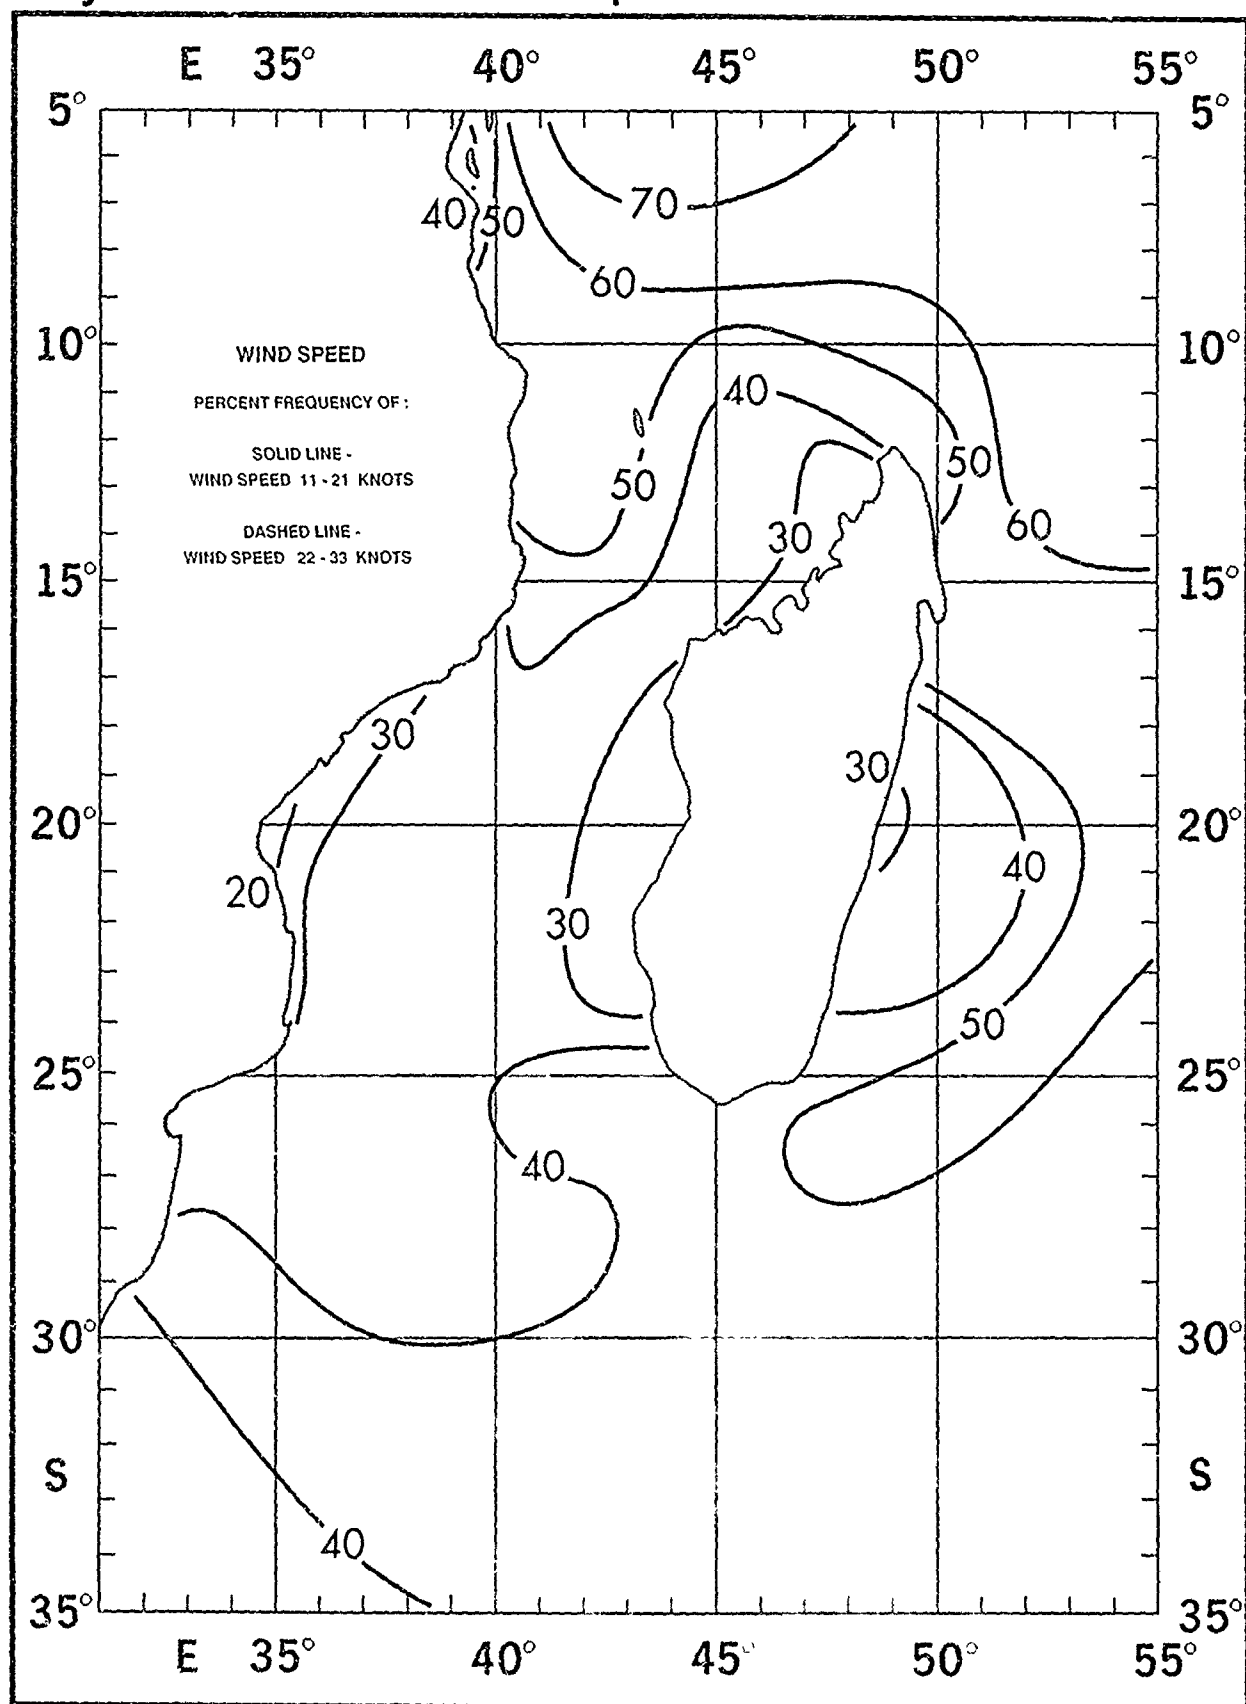 E 35° 40° 45° 50° 55°
5° 5°
40 50 70
60
10° 10°
WIND SPEED
40
PERCENT FREQUENCY OF :
SOLID LINE -
50
WIND SPEED 11 - 21 KNOTS
50
DASHED LINE -
30 60
WIND SPEED 22 - 33 KNOTS
15° 15°
30
30
20° 20°
40
20
30
50
25° 25°
40
30° 30°
S S
40
35° 35°
E 35° 40° 45° 50° 55°